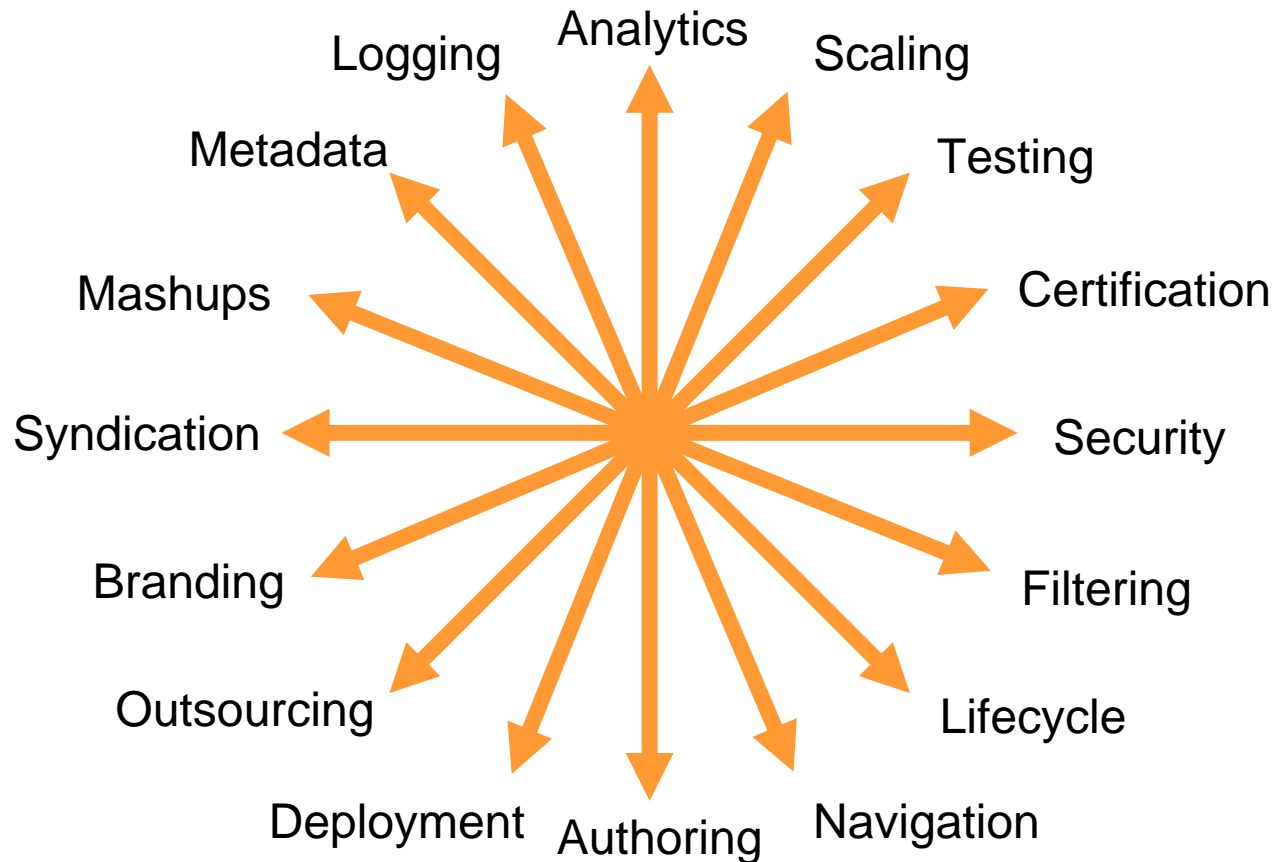 Analytics
Logging
Scaling
Metadata
Testing
Mashups
Certification
Syndication
Security
Branding
Filtering
Outsourcing
Lifecycle
Deployment
Authoring
Navigation